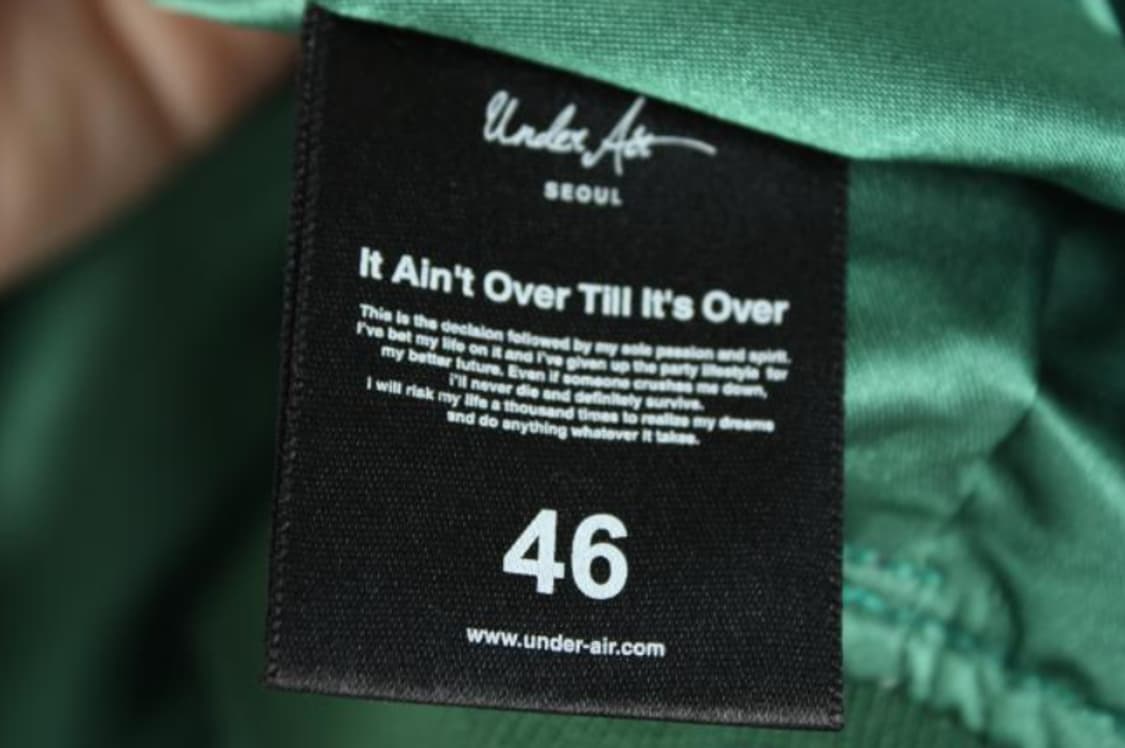 Under Air
SEOUL
It Ain't Over Till It's Over
This is the decision followed by my sole passion and spirit.
I've bet my life on it and I've given up the party lifestyle for
my better future. Even if someone crushes me down,
i'll never die and definitely survive.
I will risk my life a thousand times to realize my dreams
and do anything whatever it takes.
46
www.under-air.com